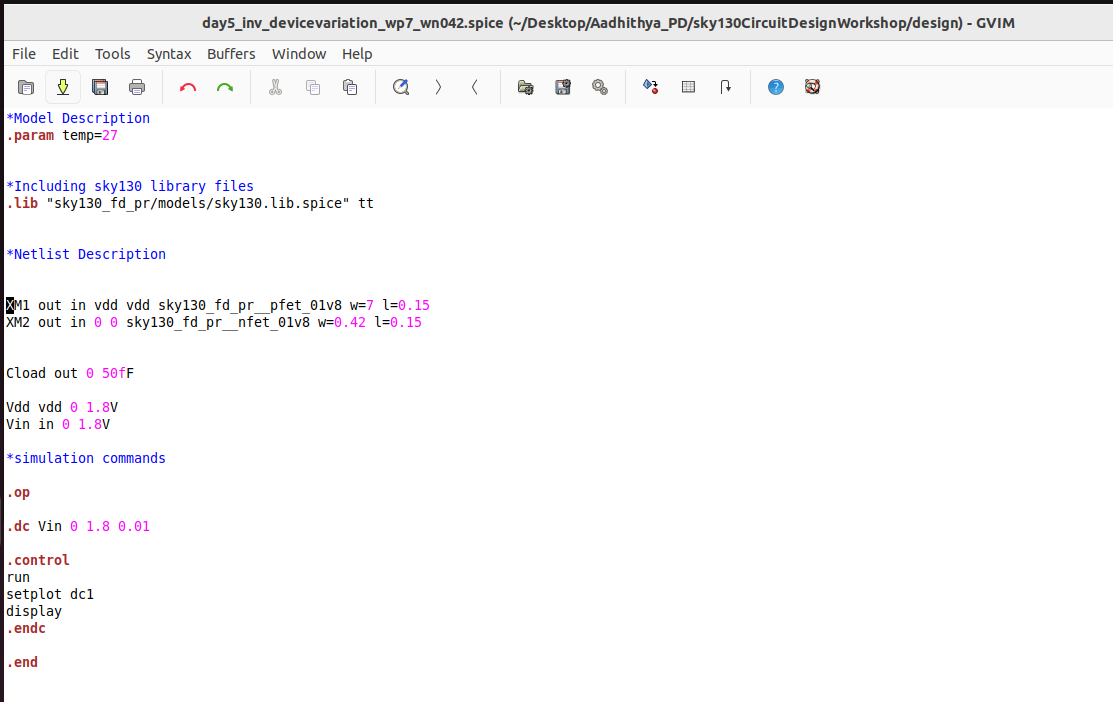 day5_inv_devicevariation_wp7_wn042.spice (~/Desktop/Aadhithya_PD/sky130CircuitDesignWorkshop/design) - GVIM
File Edit Tools Syntax Buffers Window Help
*Model Description
.param temp=27
*Including sky130 library files
.lib "sky130_fd_pr/models/sky130.lib.spice" tt
*Netlist Description
XM1 out in vdd vdd sky130_fd_pr__pfet_01v8 w=7 l=0.15
XM2 out in 0 0 sky130_fd_pr__nfet_01v8 w=0.42 l=0.15
Cload out 0 50fF
Vdd vdd 0 1.8V
Vin in 0 1.8V
*simulation commands
.op
.dc Vin 0 1.8 0.01
.control
run
setplot dc1
display
.endc
.end